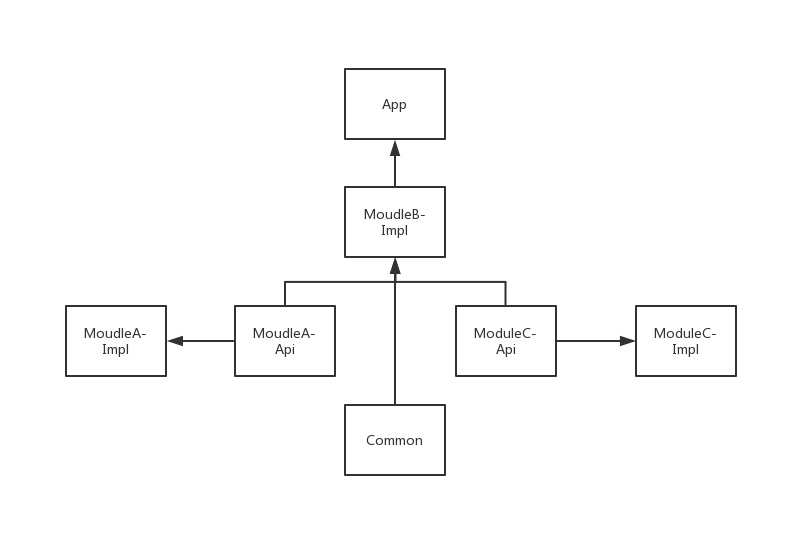 App
MoudleB-
Impl
MoudleA-
Impl
MoudleA-
Api
ModuleC-
Api
ModuleC-
Impl
Common